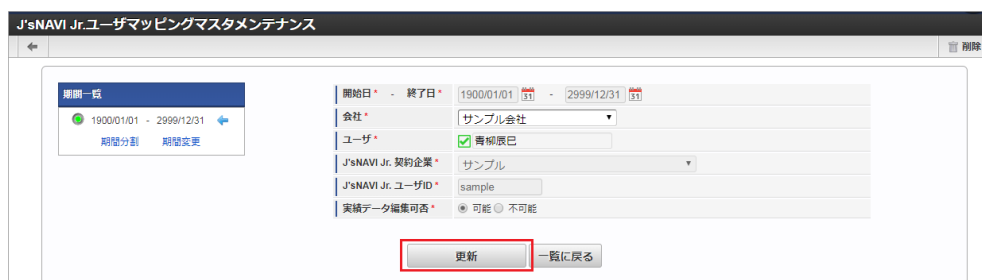 J'sNAVI Jr.ユーザマッピングマスタメンテナンス
削除
期間一覧
1900/01/01 - 2999/12/31
期間分割 期間変更
開始日* - 終了日* 1900/01/01 31 - 2999/12/31 31
会社* サンプル会社
ユーザ* 青柳辰巳
J'sNAVI Jr. 契約企業* サンプル
J'sNAVI Jr. ユーザID* sample
実績データ編集可否* 可能 不可能
更新 一覧に戻る